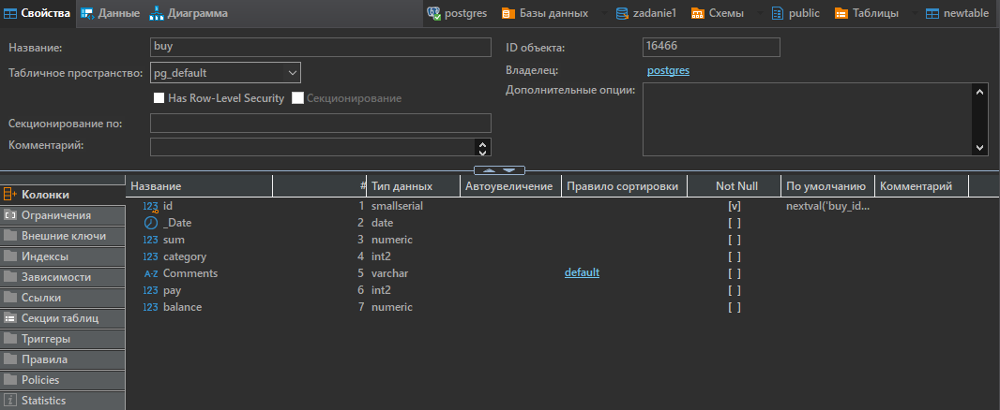 Свойства Данные Диаграмма postgres Базы данных zadanie1 Схемы public Таблицы newtable
Название: buy ID объекта: 16466
Табличное пространство: pg_default Владелец: postgres
Has Row-Level Security Секционирование Дополнительные опции:
Секционирование по:
Комментарий:
Название # Тип данных Автоувеличение Правило сортировки Not Null По умолчанию Комментарий
Колонки 123 id 1 smallserial [v] nextval('buy_id...
Ограничения _Date 2 date [ ]
Внешние ключи 123 sum 3 numeric [ ]
Индексы 123 category 4 int2 [ ]
Зависимости A-Z Comments 5 varchar default [ ]
Ссылки 123 pay 6 int2 [ ]
Секции таблиц 123 balance 7 numeric [ ]
Триггеры
Правила
Policies
Statistics